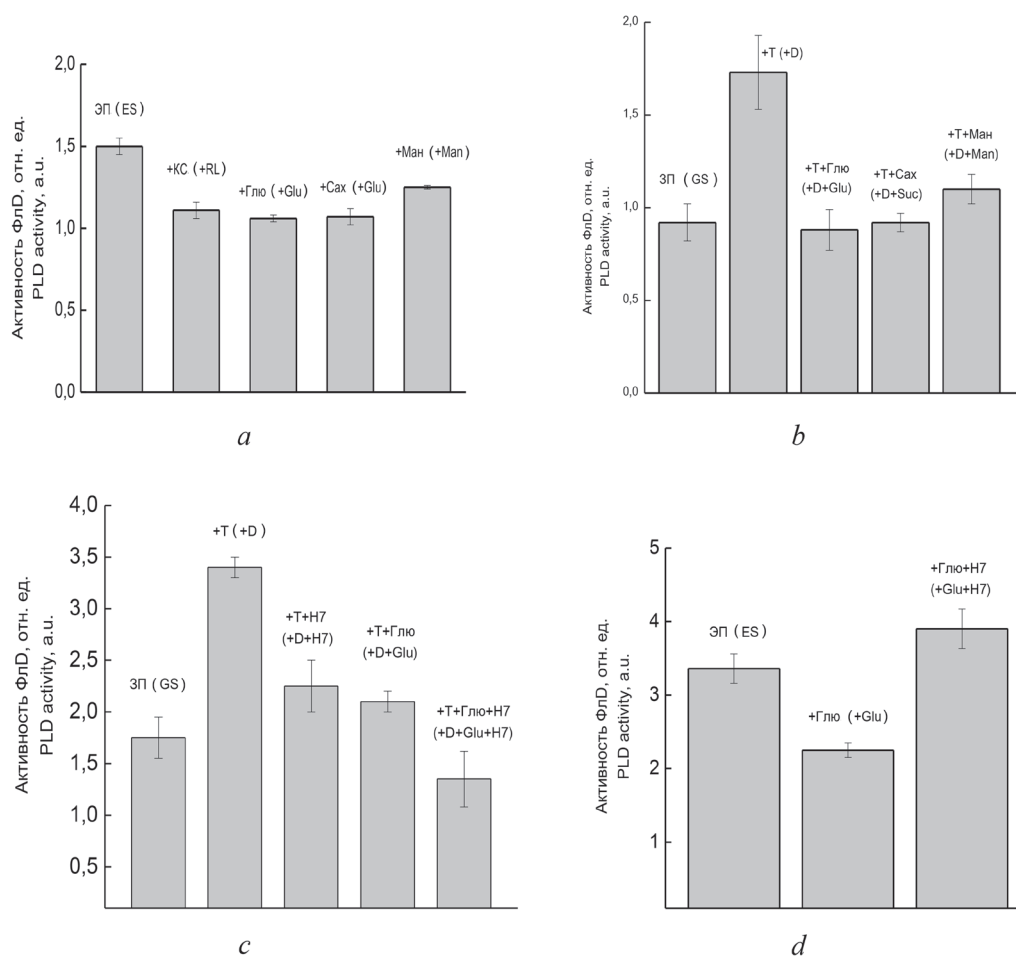 Активность ФлD, отн. ед.
PLD activity, a.u.
2,0
1,5
1,0
0,5
0,0
ЭП (ES)
+КС (+RL)
+Глю (+Glu)
+Сах (+Glu)
+Ман (+Man)
a
Активность ФлD, отн. ед.
PLD activity, a.u.
2,0
1,5
1,0
0,5
0,0
ЗП (GS)
+Т (+D)
+Т+Глю
(+D+Glu)
+Т+Сах
(+D+Suc)
+Т+Ман
(+D+Man)
b
Активность ФлD, отн. ед.
PLD activity, a.u.
4,0
3,5
3,0
2,5
2,0
1,5
1,0
0,5
ЗП (GS)
+Т (+D )
+Т+H7
(+D+H7)
+Т+Глю
(+D+Glu)
+Т+Глю+H7
(+D+Glu+H7)
c
Активность ФлD, отн. ед.
PLD activity, a.u.
5
4
3
2
1
ЭП (ES)
+Глю (+Glu)
+Глю+H7
(+Glu+H7)
d